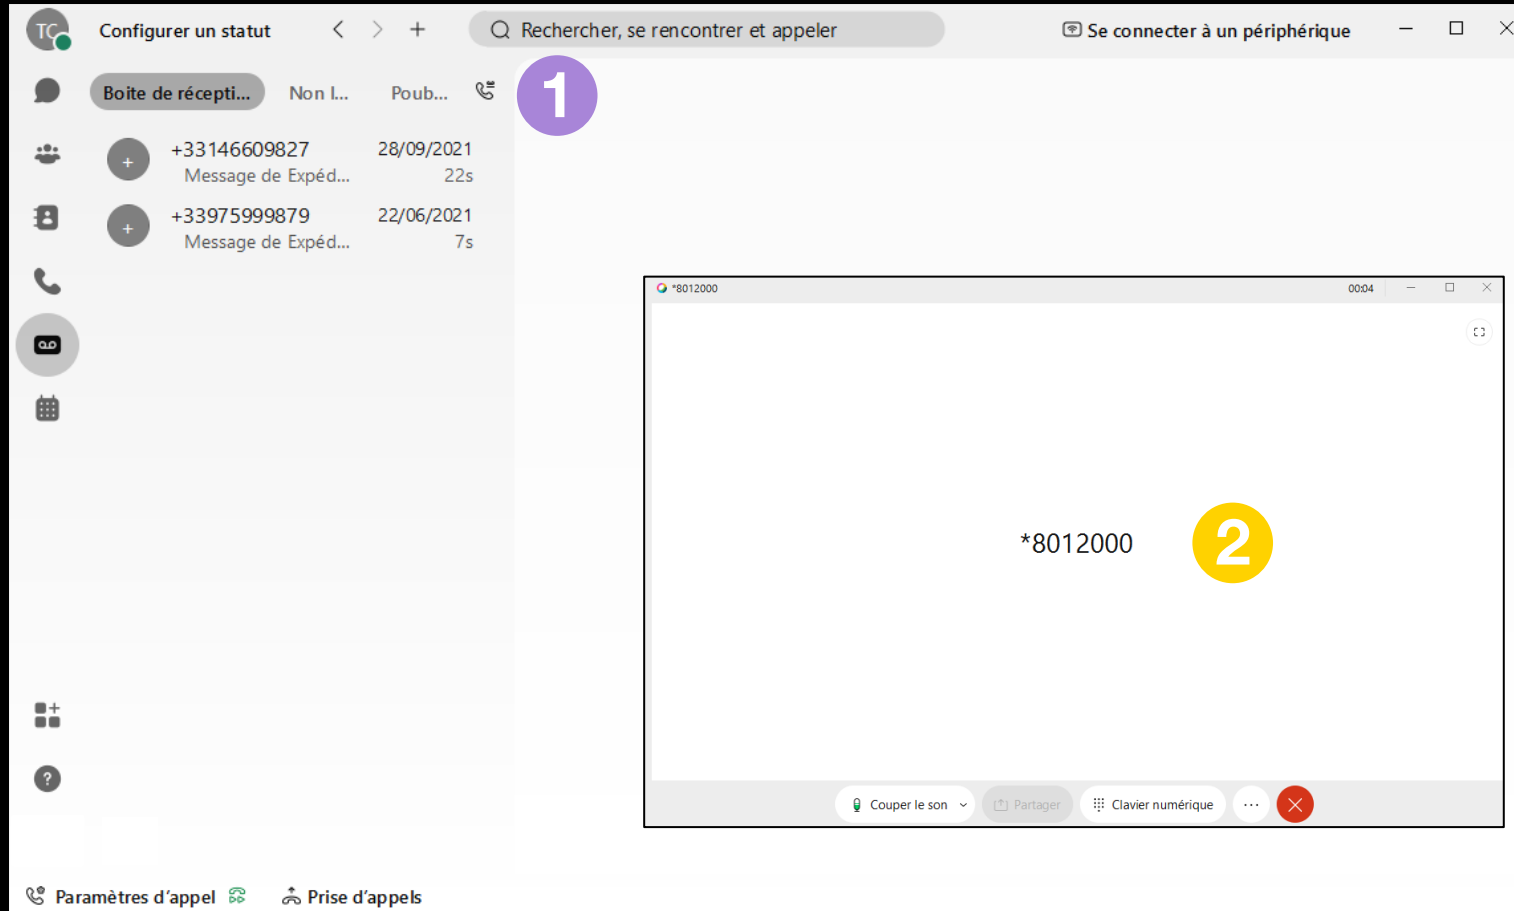 TC Configurer un statut Rechercher, se rencontrer et appeler Se connecter à un périphérique
Boite de récepti... Non l... Poub... 1
+33146609827 28/09/2021
Message de Expéd... 22s
+33975999879 22/06/2021
Message de Expéd... 7s
*8012000 00:04
*8012000 2
Couper le son Partager Clavier numérique
Paramètres d'appel Prise d'appels